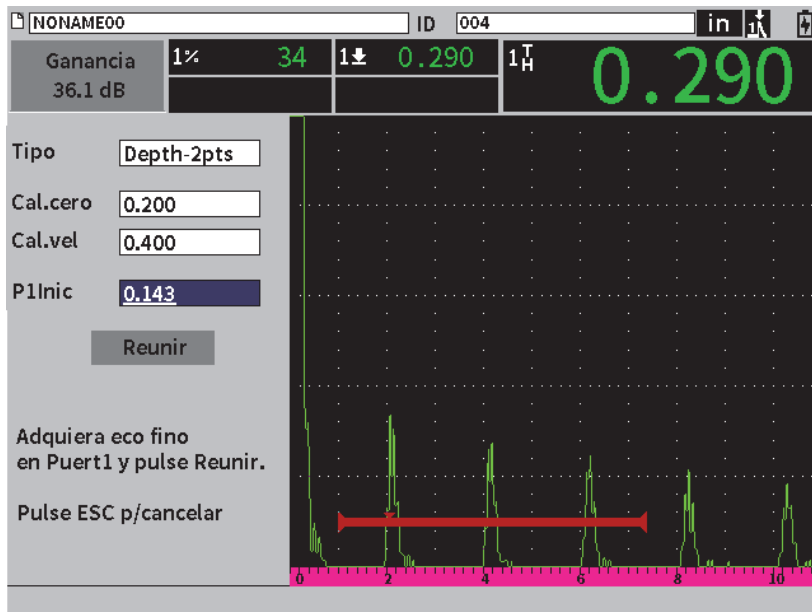 NONAME00 ID 004 in
Ganancia 1% 34 1 0.290 1 T H 0.290
36.1 dB
Tipo Depth-2pts
Cal.cero 0.200
Cal.vel 0.400
P1Inic 0.143
Reunir
Adquiera eco fino
en Puert1 y pulse Reunir.
Pulse ESC p/cancelar
0 2 4 6 8 10